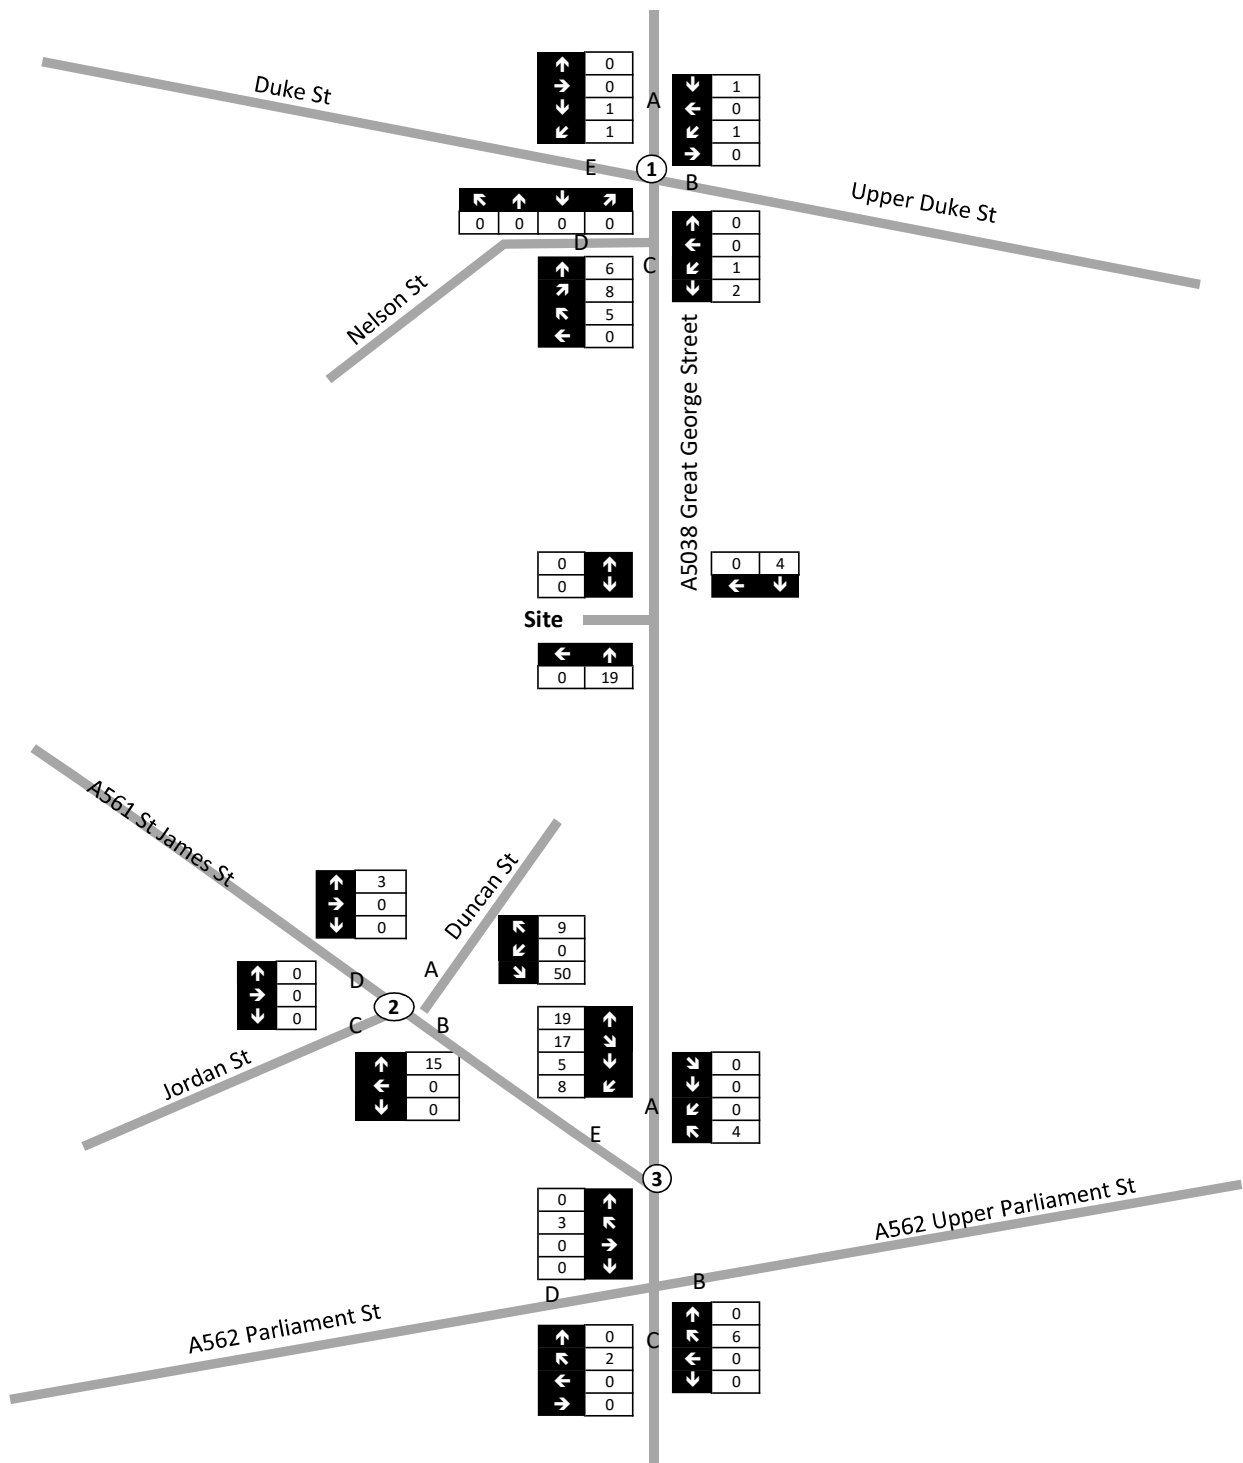 Duke St
↑ 0
→ 0
↓ 1
↙ 1
A
↓ 1
← 0
↙ 1
→ 0
E
1
B
Upper Duke St
↖ ↑ ↓ ↗
0 0 0 0
D
C
↑ 0
← 0
↙ 1
↓ 2
Nelson St
↑ 6
↗ 8
↖ 5
← 0
A5038 Great George Street
0 ↑
0 ↓
0 4
← ↓
Site
← ↑
0 19
A561 St James St
Duncan St
↑ 3
→ 0
↓ 0
↖ 9
↙ 0
↘ 50
↑ 0
→ 0
↓ 0
D
A
2
C
B
Jordan St
↑ 15
← 0
↓ 0
19 ↑
17 ↘
5 ↓
8 ↙
A
↘ 0
↓ 0
↙ 0
↖ 4
E
3
A562 Upper Parliament St
0 ↑
3 ↖
0 →
0 ↓
D
B
A562 Parliament St
↑ 0
↖ 2
← 0
→ 0
C
↑ 0
↖ 6
← 0
↓ 0